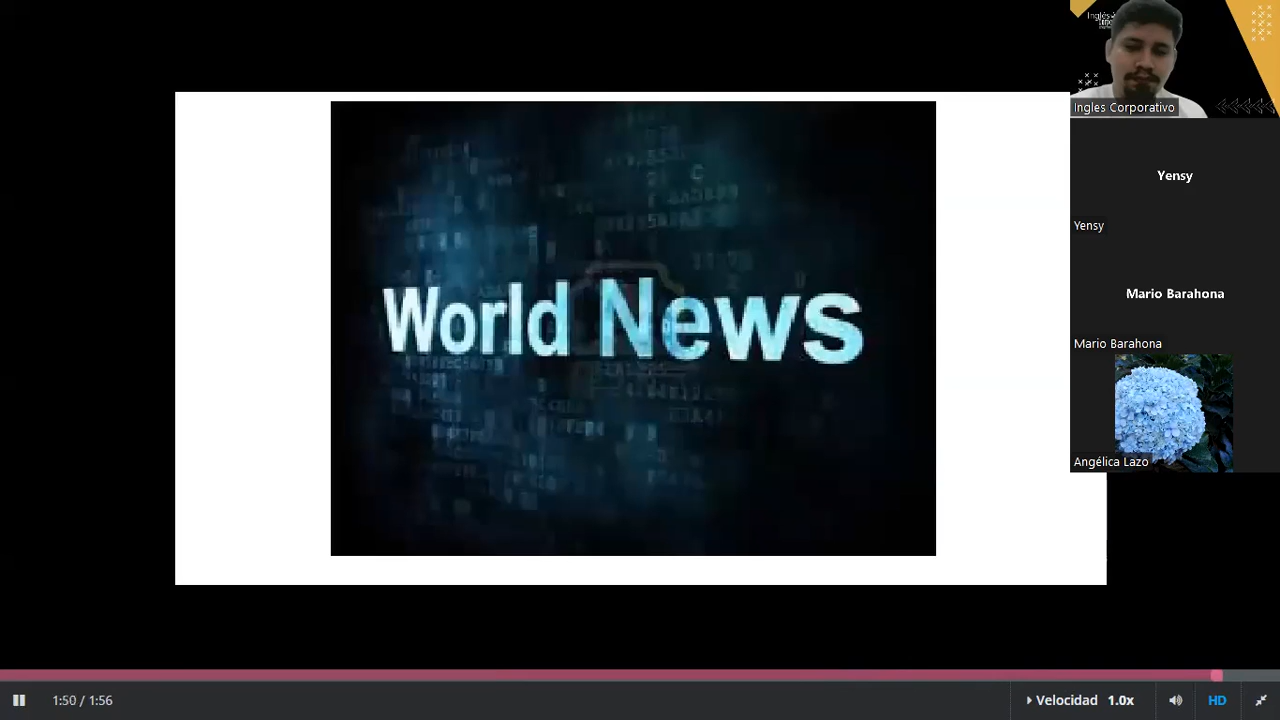 World News
Inglés
Ingles Corporativo
Yensy
Yensy
Mario Barahona
Mario Barahona
Angélica Lazo
1:50 / 1:56
Velocidad 1.0x
HD